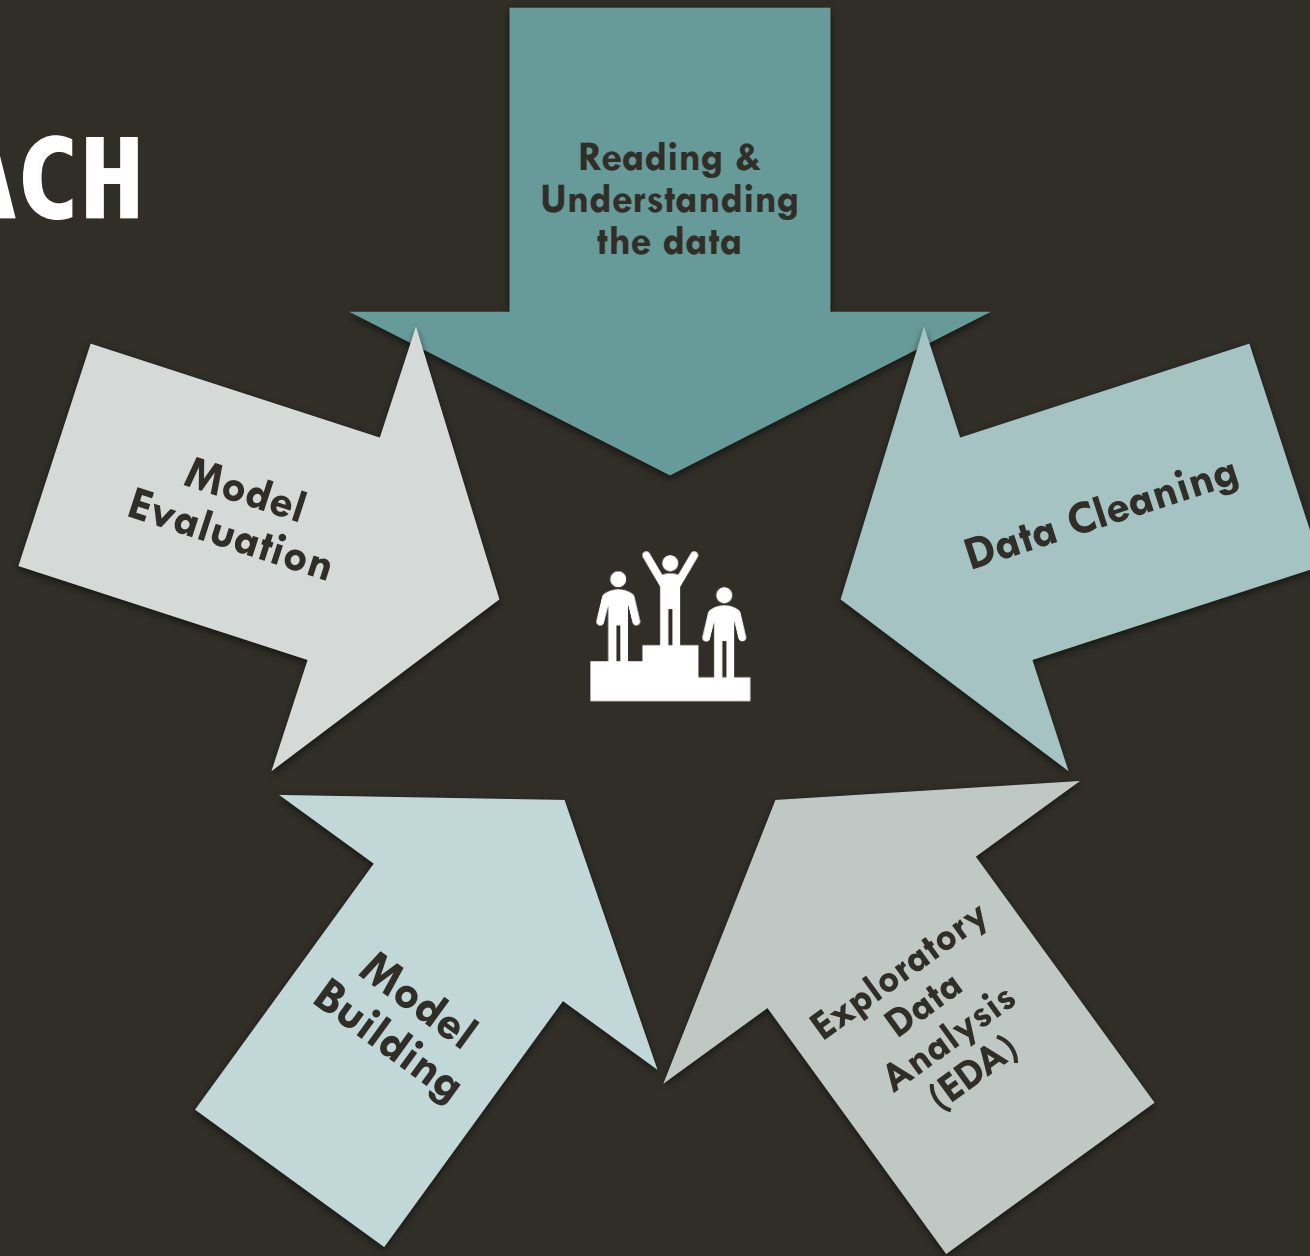 ACH
Reading &
Understanding
the data
Data Cleaning
Exploratory
Data
Analysis
(EDA)
Model
Building
Model
Evaluation